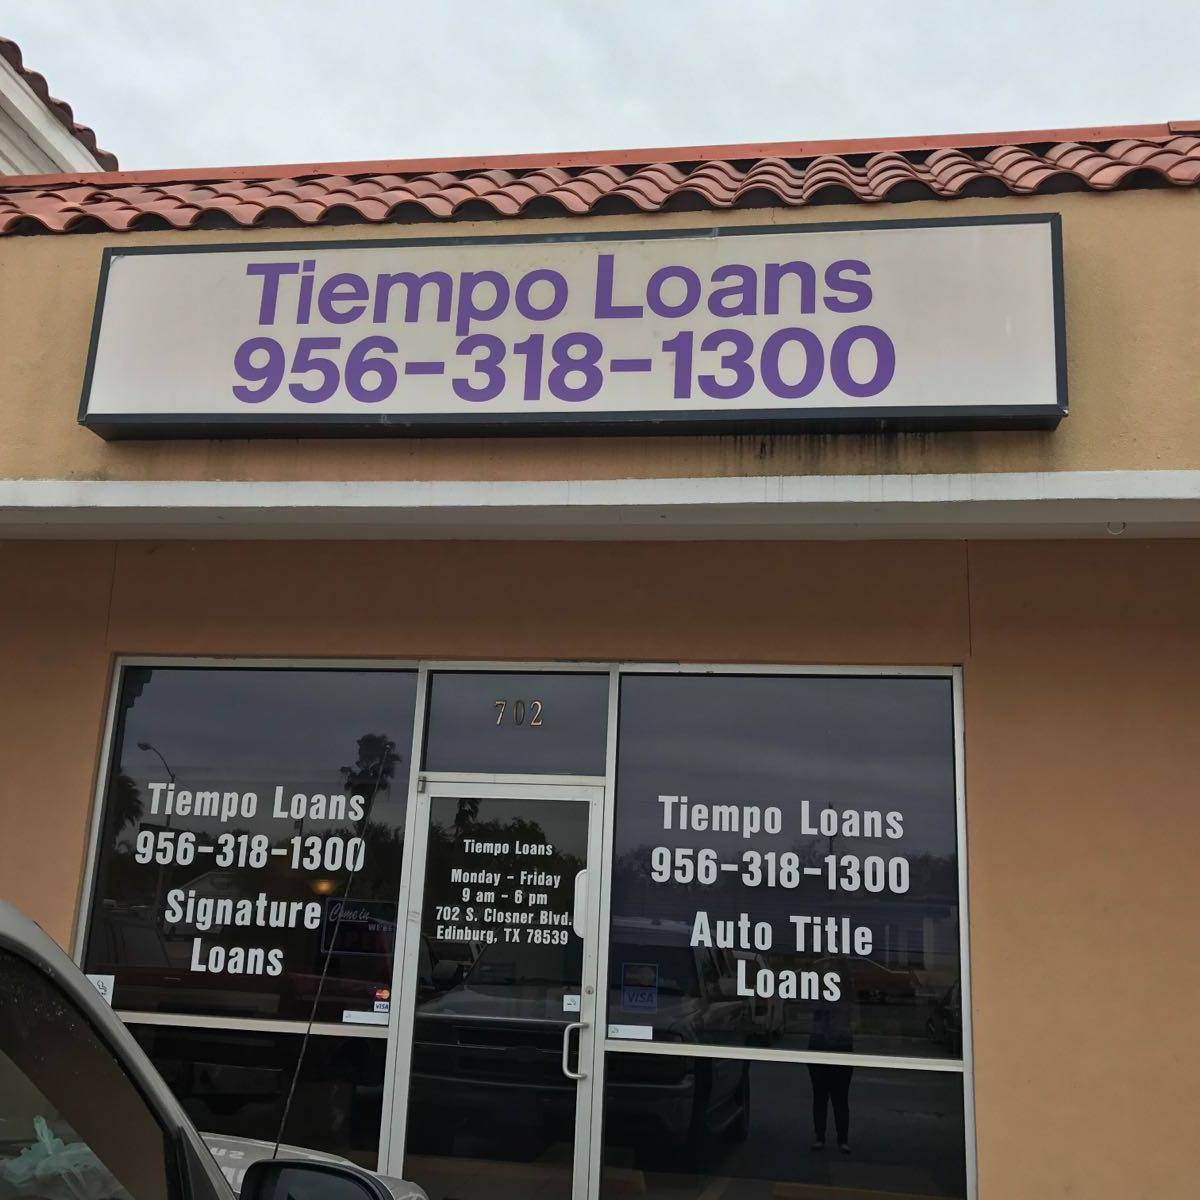 Tiempo Loans
956-318-1300
702
Tiempo Loans
956-318-1300
Signature
Loans
Come in
WE'RE
VISA
Tiempo Loans
Monday - Friday
9 am - 6 pm
702 S. Closner Blvd.
Edinburg, TX 78539
Tiempo Loans
956-318-1300
Auto Title
Loans
VISA